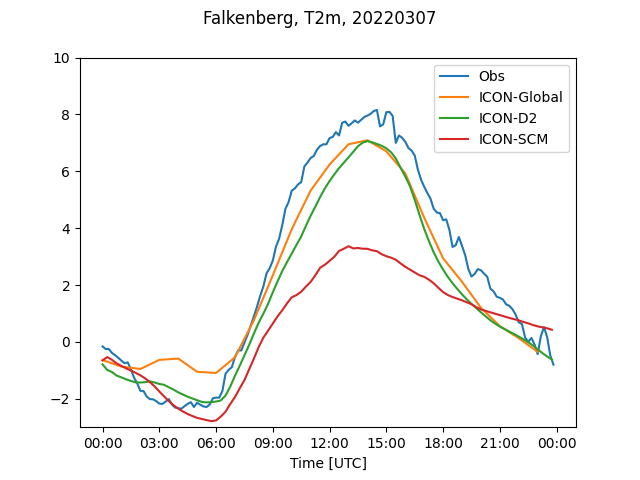 Falkenberg, T2m, 20220307
10
8
6
4
2
0
−2
Obs
ICON-Global
ICON-D2
ICON-SCM
00:00 03:00 06:00 09:00 12:00 15:00 18:00 21:00 00:00
Time [UTC]